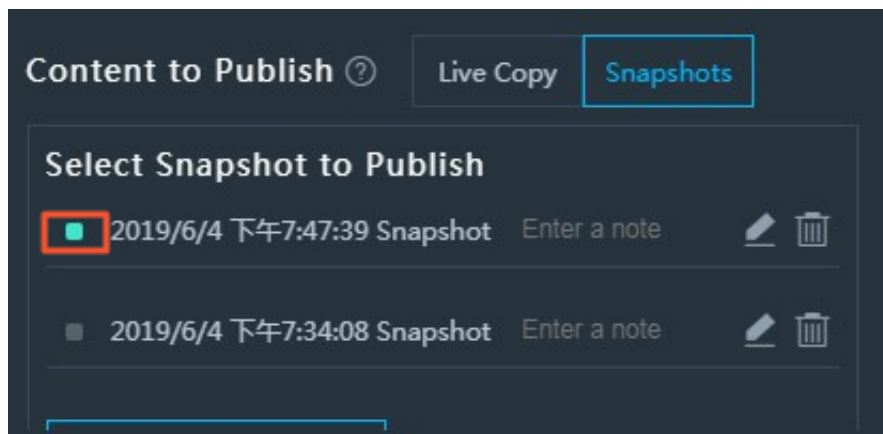 Content to Publish ? Live Copy Snapshots
Select Snapshot to Publish
2019/6/4 下午7:47:39 Snapshot Enter a note
2019/6/4 下午7:34:08 Snapshot Enter a note